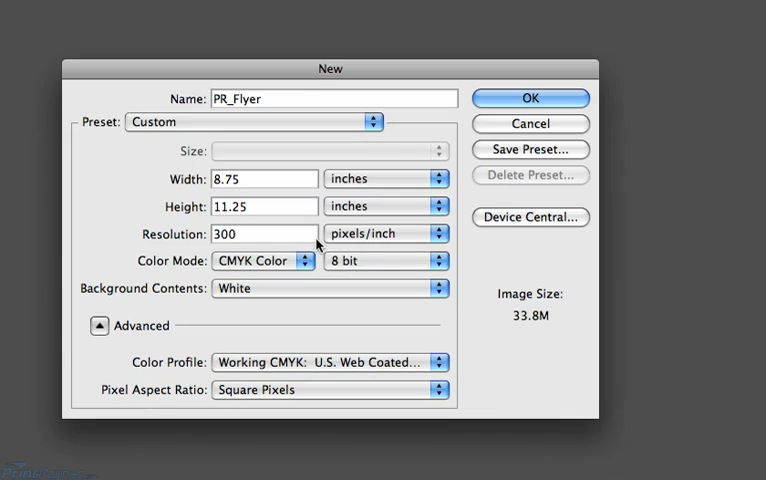 New
Name: PR_Flyer
OK
Preset: Custom
Cancel
Size:
Save Preset...
Width: 8.75 inches
Delete Preset...
Height: 11.25 inches
Device Central...
Resolution: 300 pixels/inch
Color Mode: CMYK Color 8 bit
Background Contents: White
Image Size:
33.8M
Advanced
Color Profile: Working CMYK: U.S. Web Coated...
Pixel Aspect Ratio: Square Pixels